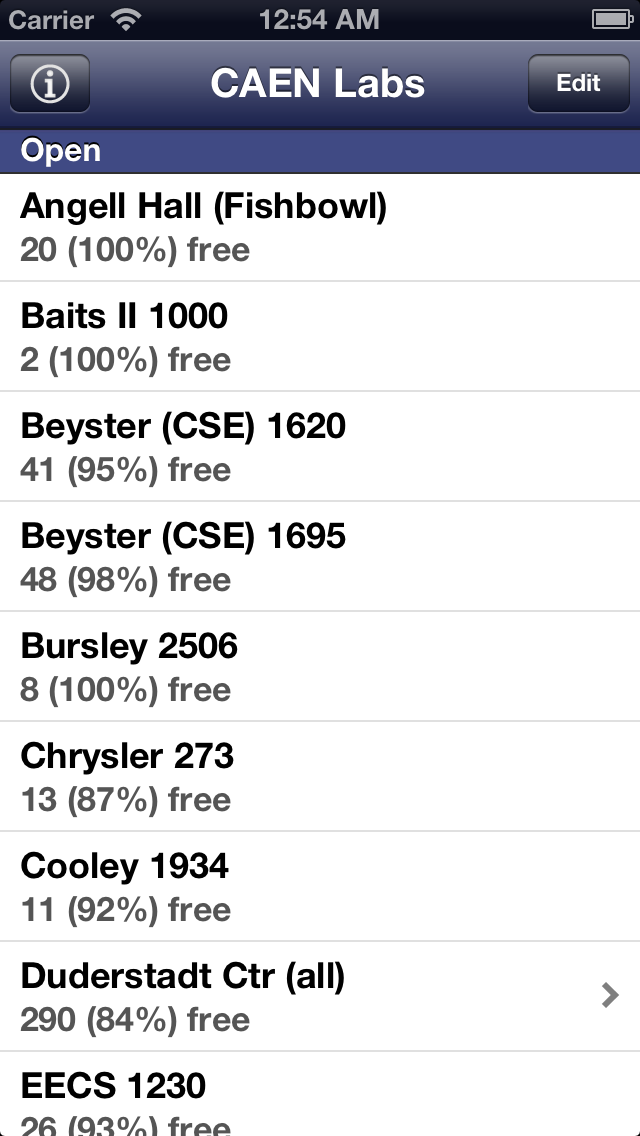 Carrier 12:54 AM
CAEN Labs Edit
Open
Angell Hall (Fishbowl)
20 (100%) free
Baits II 1000
2 (100%) free
Beyster (CSE) 1620
41 (95%) free
Beyster (CSE) 1695
48 (98%) free
Bursley 2506
8 (100%) free
Chrysler 273
13 (87%) free
Cooley 1934
11 (92%) free
Duderstadt Ctr (all)
290 (84%) free
EECS 1230
26 (93%) free